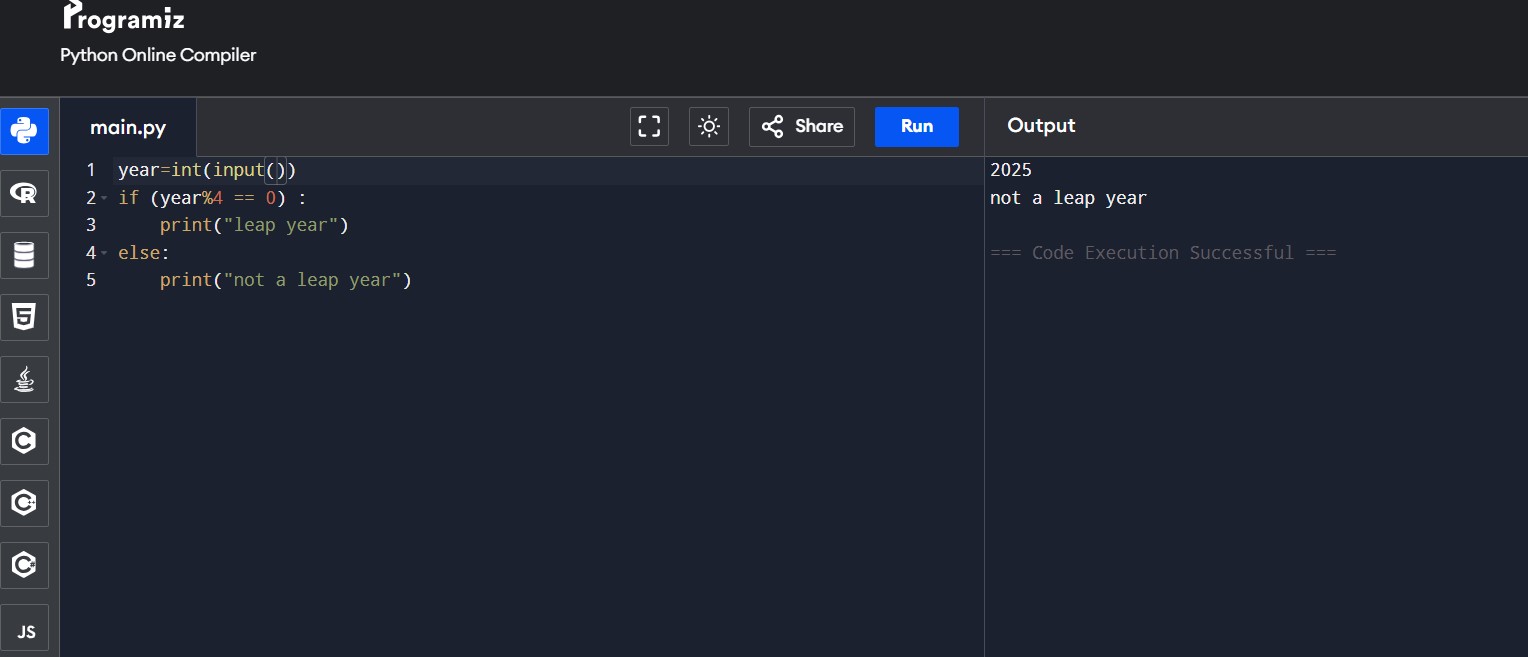 Programiz
Python Online Compiler
main.py
Share
Run
Output
1 year=int(input())
2 if (year%4 == 0) :
3     print("leap year")
4 else:
5     print("not a leap year")
2025
not a leap year
=== Code Execution Successful ===
R
5
C
C++
C#
JS